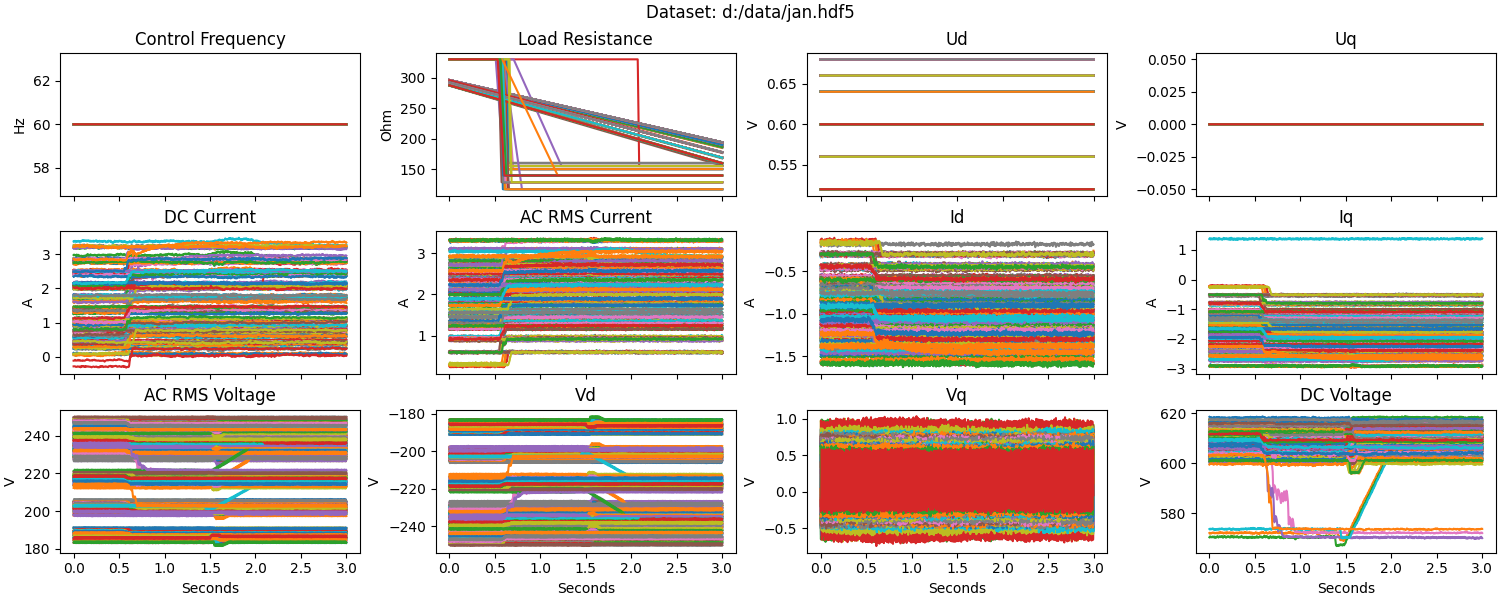 Dataset: d:/data/jan.hdf5
Control Frequency
Load Resistance
Ud
Uq
62
60
58
Hz
300
250
200
150
Ohm
0.65
0.60
0.55
V
0.050
0.025
0.000
−0.025
−0.050
V
DC Current
AC RMS Current
Id
Iq
3
2
1
0
A
3
2
1
A
−0.5
−1.0
−1.5
A
1
0
−1
−2
−3
A
AC RMS Voltage
Vd
Vq
DC Voltage
240
220
200
180
V
−180
−200
−220
−240
V
1.0
0.5
0.0
−0.5
V
620
600
580
V
0.0 0.5 1.0 1.5 2.0 2.5 3.0
0.0 0.5 1.0 1.5 2.0 2.5 3.0
0.0 0.5 1.0 1.5 2.0 2.5 3.0
0.0 0.5 1.0 1.5 2.0 2.5 3.0
Seconds
Seconds
Seconds
Seconds